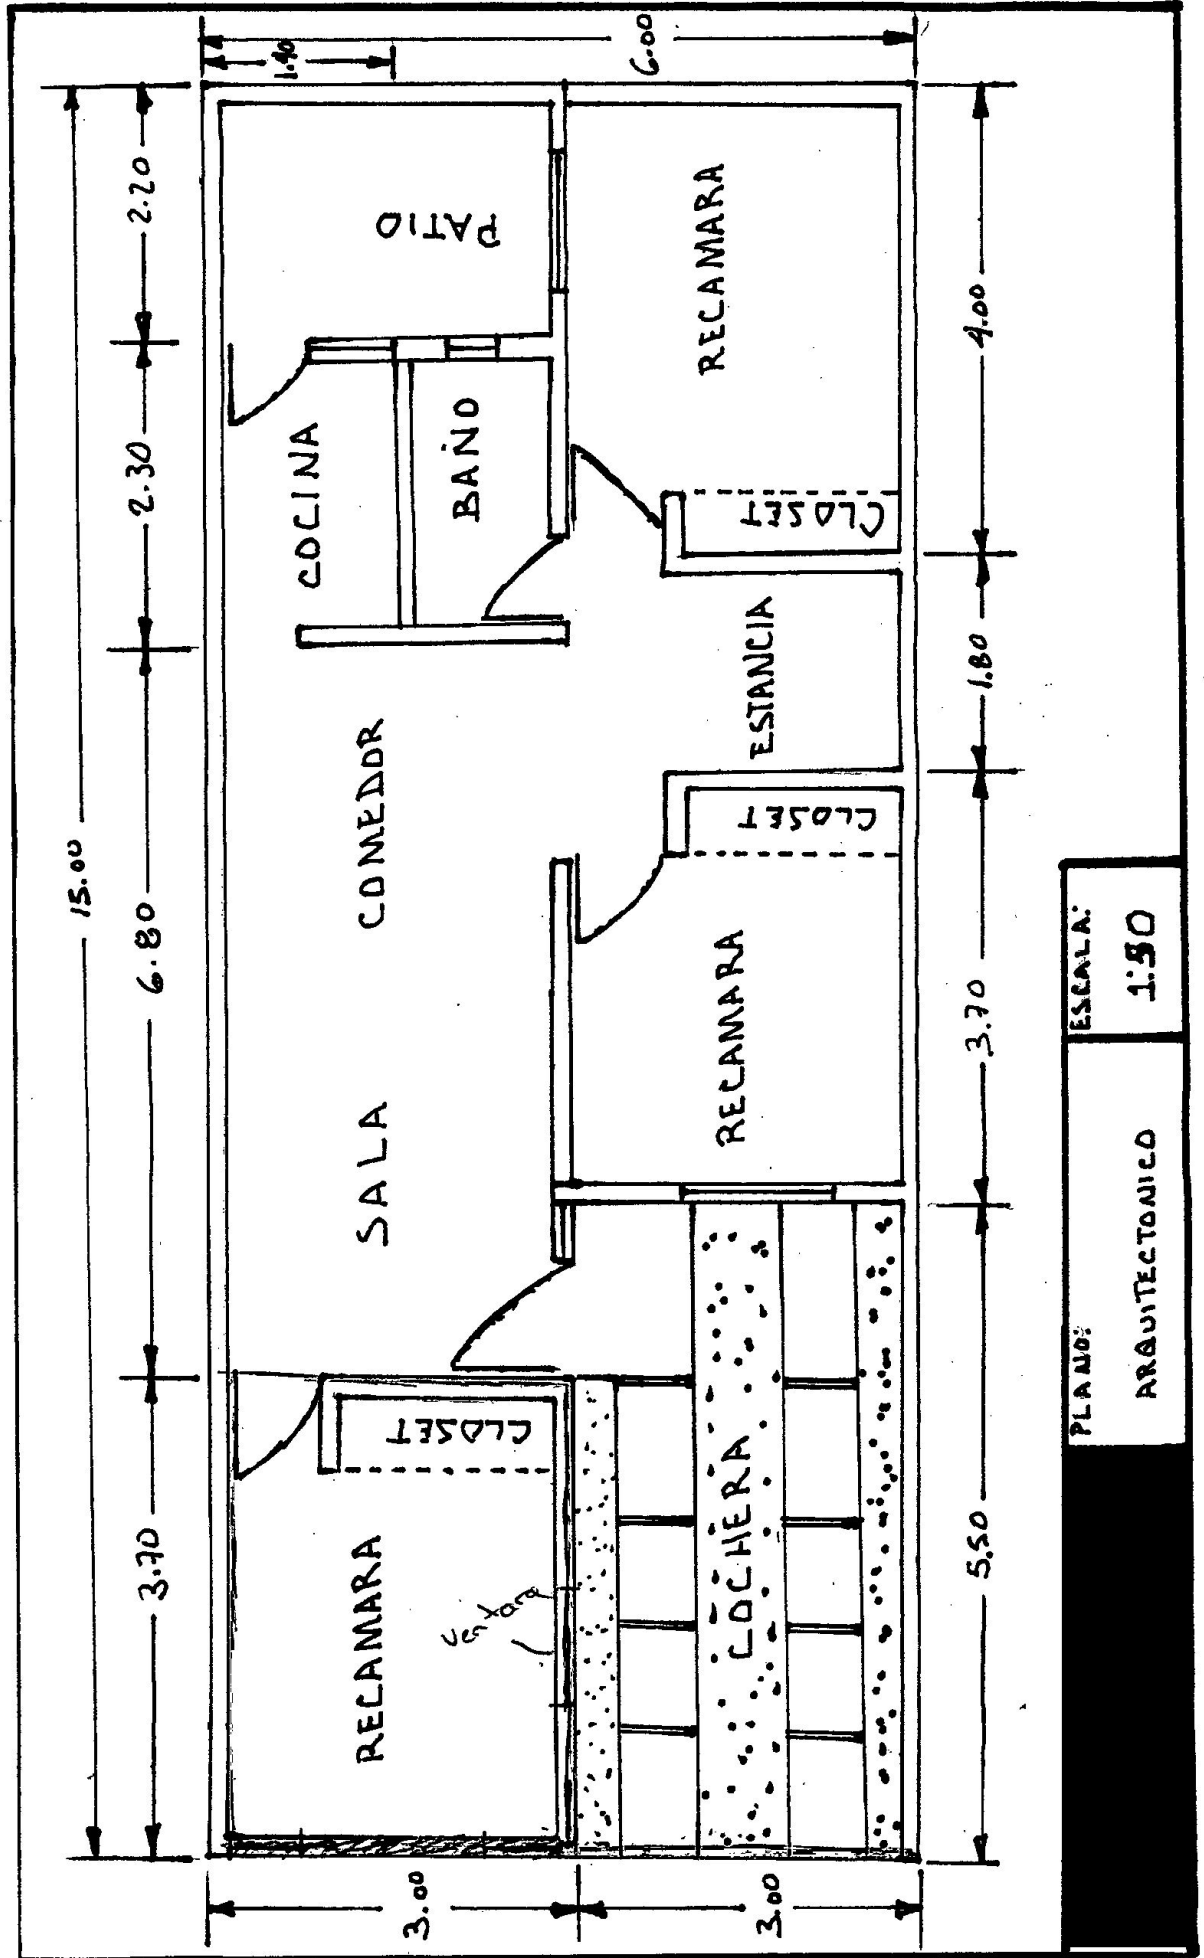 15.00
3.70
6.80
2.30
2.20
3.00
3.00
6.00
1.40
RECAMARA
CLOSET
Ventana
SALA
COMEDOR
COCINA
BAÑO
PATIO
COCHERA
RECAMARA
CLOSET
ESTANCIA
CLOSET
RECAMARA
5.50
3.70
1.80
4.00
PLANO:
ARQUITECTONICO
ESCALA: